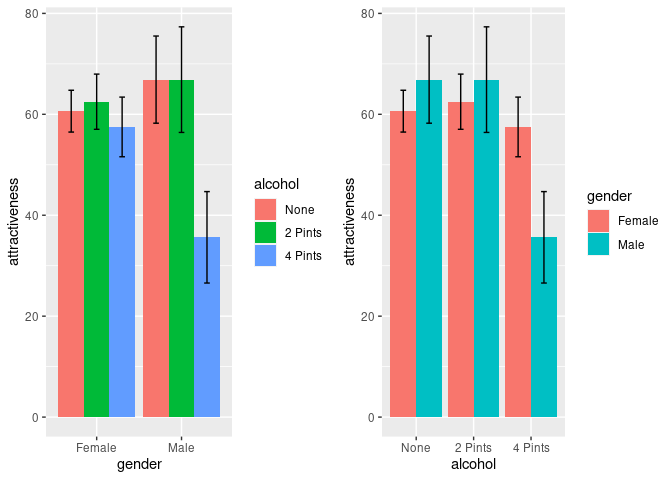 80
60
40
20
0
attractiveness
Female Male
gender
alcohol
None
2 Pints
4 Pints
80
60
40
20
0
attractiveness
None 2 Pints 4 Pints
alcohol
gender
Female
Male